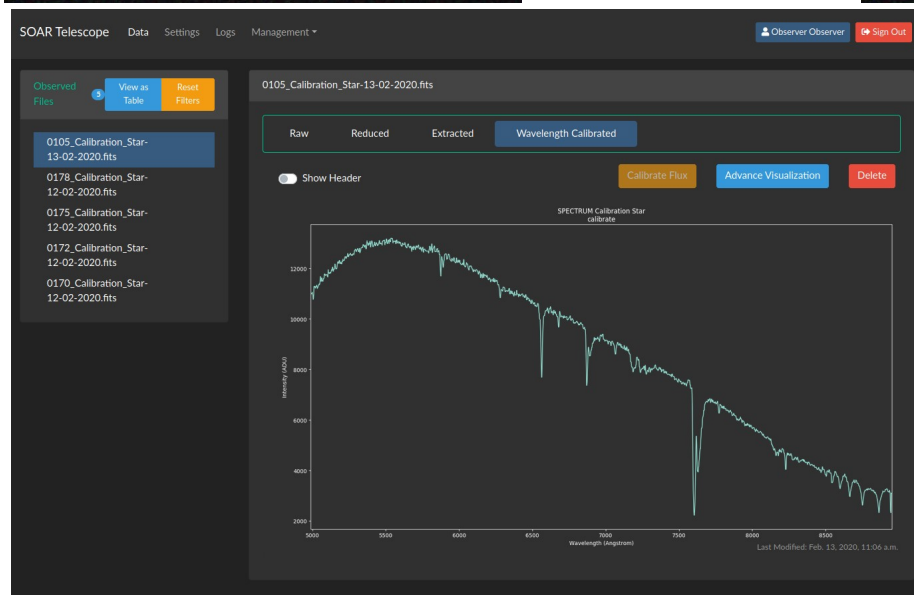 SOAR Telescope Data Settings Logs Management Observer Observer Sign Out
Observed Files 5 View as Table Reset Filters
0105_Calibration_Star-
13-02-2020.fits
0178_Calibration_Star-
12-02-2020.fits
0175_Calibration_Star-
12-02-2020.fits
0172_Calibration_Star-
12-02-2020.fits
0170_Calibration_Star-
12-02-2020.fits
0105_Calibration_Star-13-02-2020.fits
Raw Reduced Extracted Wavelength Calibrated
Show Header Calibrate Flux Advance Visualization Delete
SPECTRUM Calibration Star
calibrate
Intensity (ADU)
12000
10000
8000
6000
4000
2000
5000 5500 6000 6500 7000 7500 8000 8500
Wavelength (Angstrom)
Last Modified: Feb. 13, 2020, 11:06 a.m.